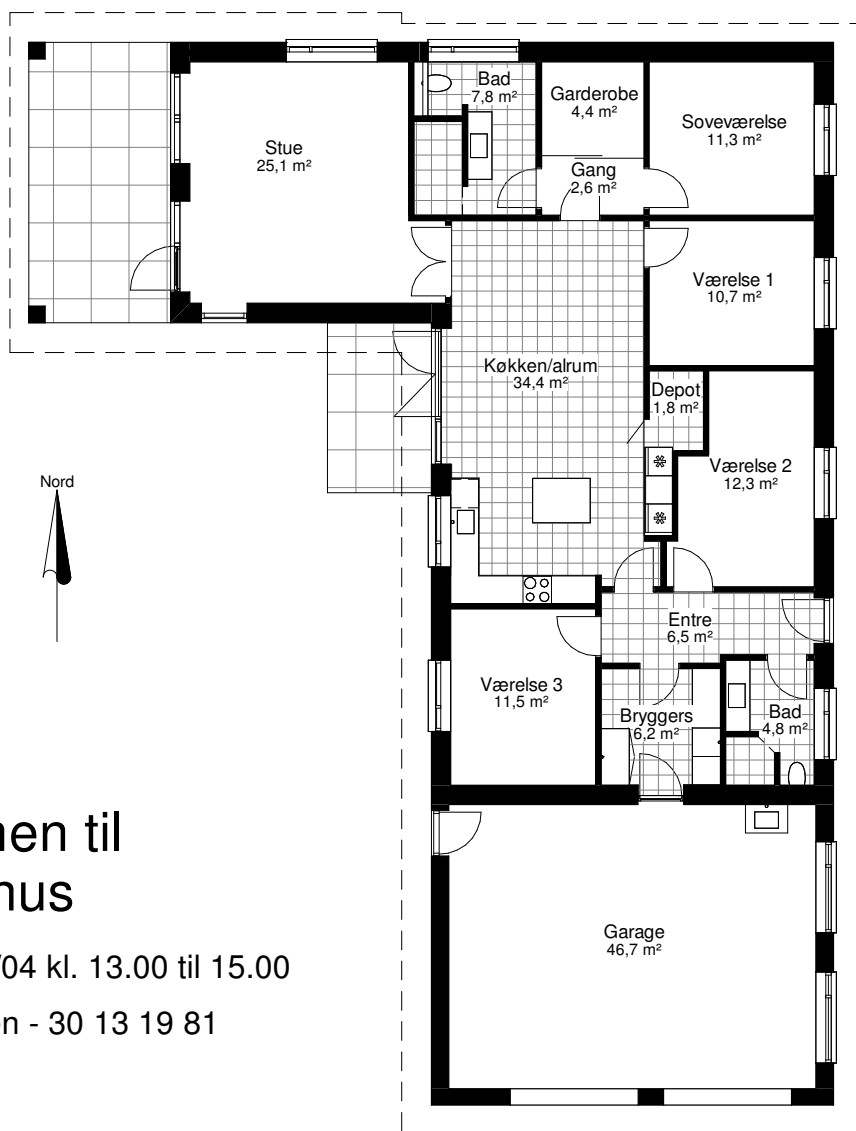 Bad
7,8 m²
Garderobe
4,4 m²
Soveværelse
11,3 m²
Stue
25,1 m²
Gang
2,6 m²
Værelse 1
10,7 m²
Køkken/alrum
34,4 m²
Depot
1,8 m²
Værelse 2
12,3 m²
Nord
Entre
6,5 m²
Værelse 3
11,5 m²
Bryggers
6,2 m²
Bad
4,8 m²
Garage
46,7 m²
nen til
hus
/04 kl. 13.00 til 15.00
n - 30 13 19 81